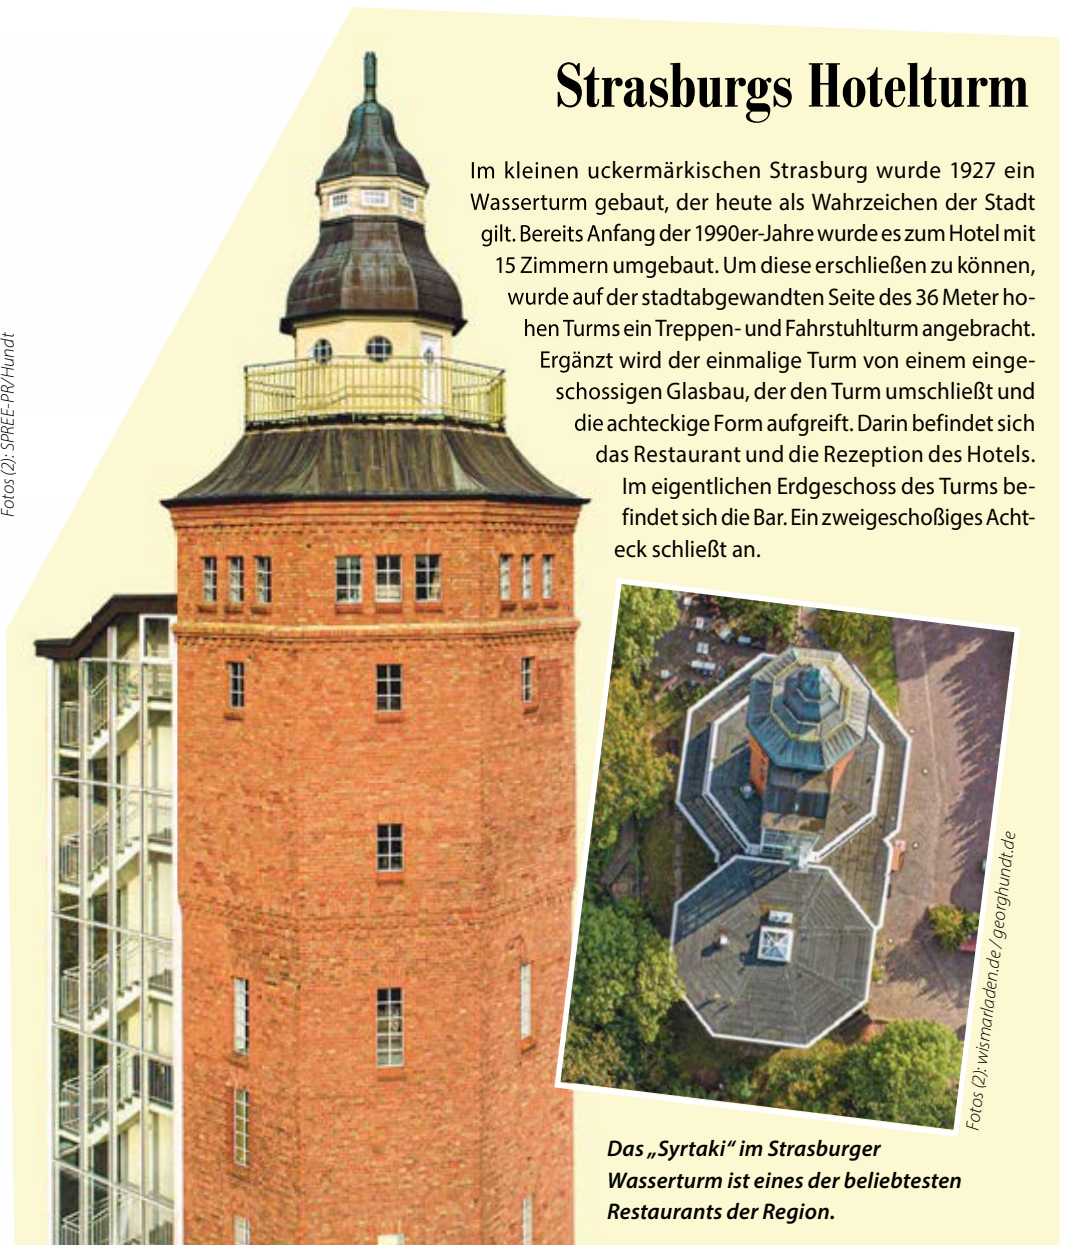 Strasburgs Hotelturm
Im kleinen uckermärkischen Strasburg wurde 1927 ein
Wasserturm gebaut, der heute als Wahrzeichen der Stadt
gilt. Bereits Anfang der 1990er-Jahre wurde es zum Hotel mit
15 Zimmern umgebaut. Um diese erschließen zu können,
wurde auf der stadtabgewandten Seite des 36 Meter ho-
hen Turms ein Treppen- und Fahrstuhlturm angebracht.
Ergänzt wird der einmalige Turm von einem einge-
schossigen Glasbau, der den Turm umschließt und
die achteckige Form aufgreift. Darin befindet sich
das Restaurant und die Rezeption des Hotels.
Im eigentlichen Erdgeschoss des Turms be-
findet sich die Bar. Ein zweigeschoßiges Acht-
eck schließt an.
Fotos (2): SPREE-PR/Hundt
Fotos (2): wismarladen.de / georghundt.de
Das „Syrtaki“ im Strasburger
Wasserturm ist eines der beliebtesten
Restaurants der Region.